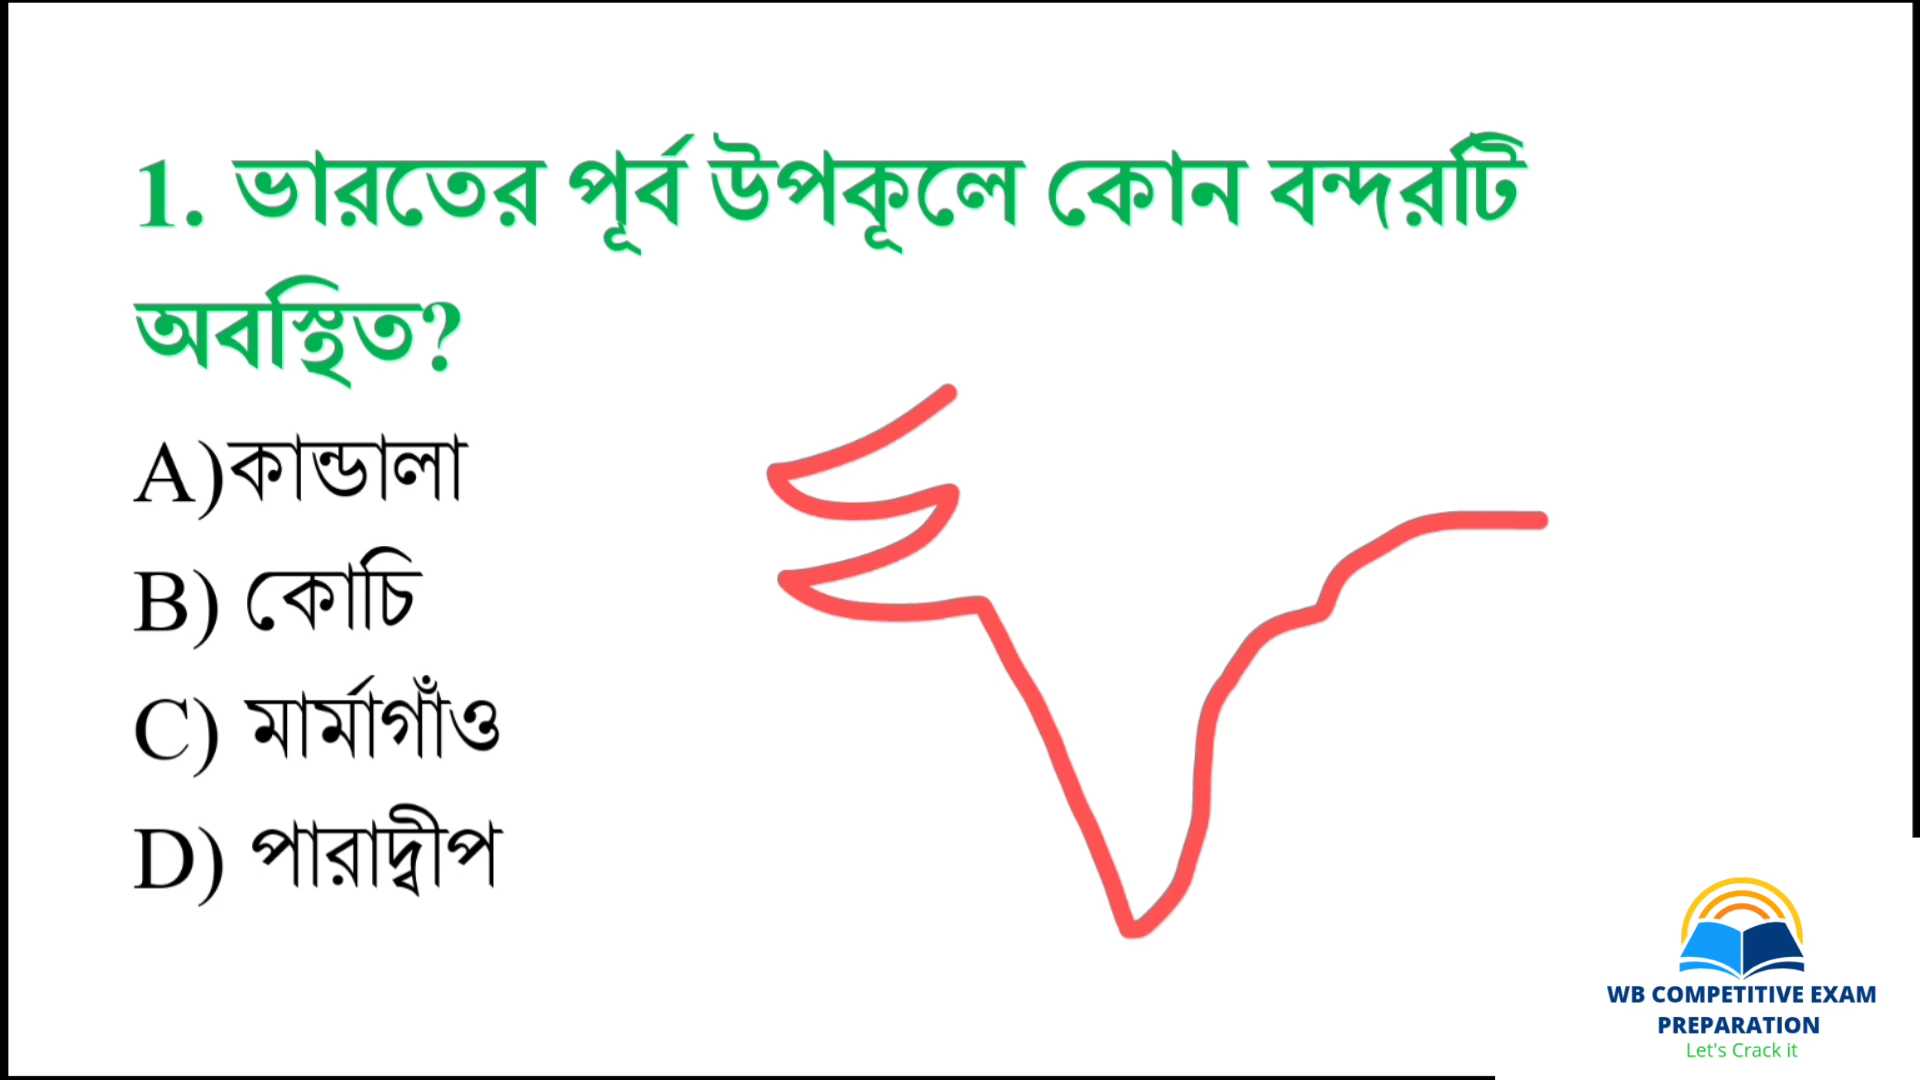 1. ভারতের পূর্ব উপকূলে কোন বন্দরটি
অবস্থিত?
A)কান্ডালা
B) কোচি
C) মার্মাগাঁও
D) পারাদ্বীপ
WB COMPETITIVE EXAM
PREPARATION
Let's Crack it